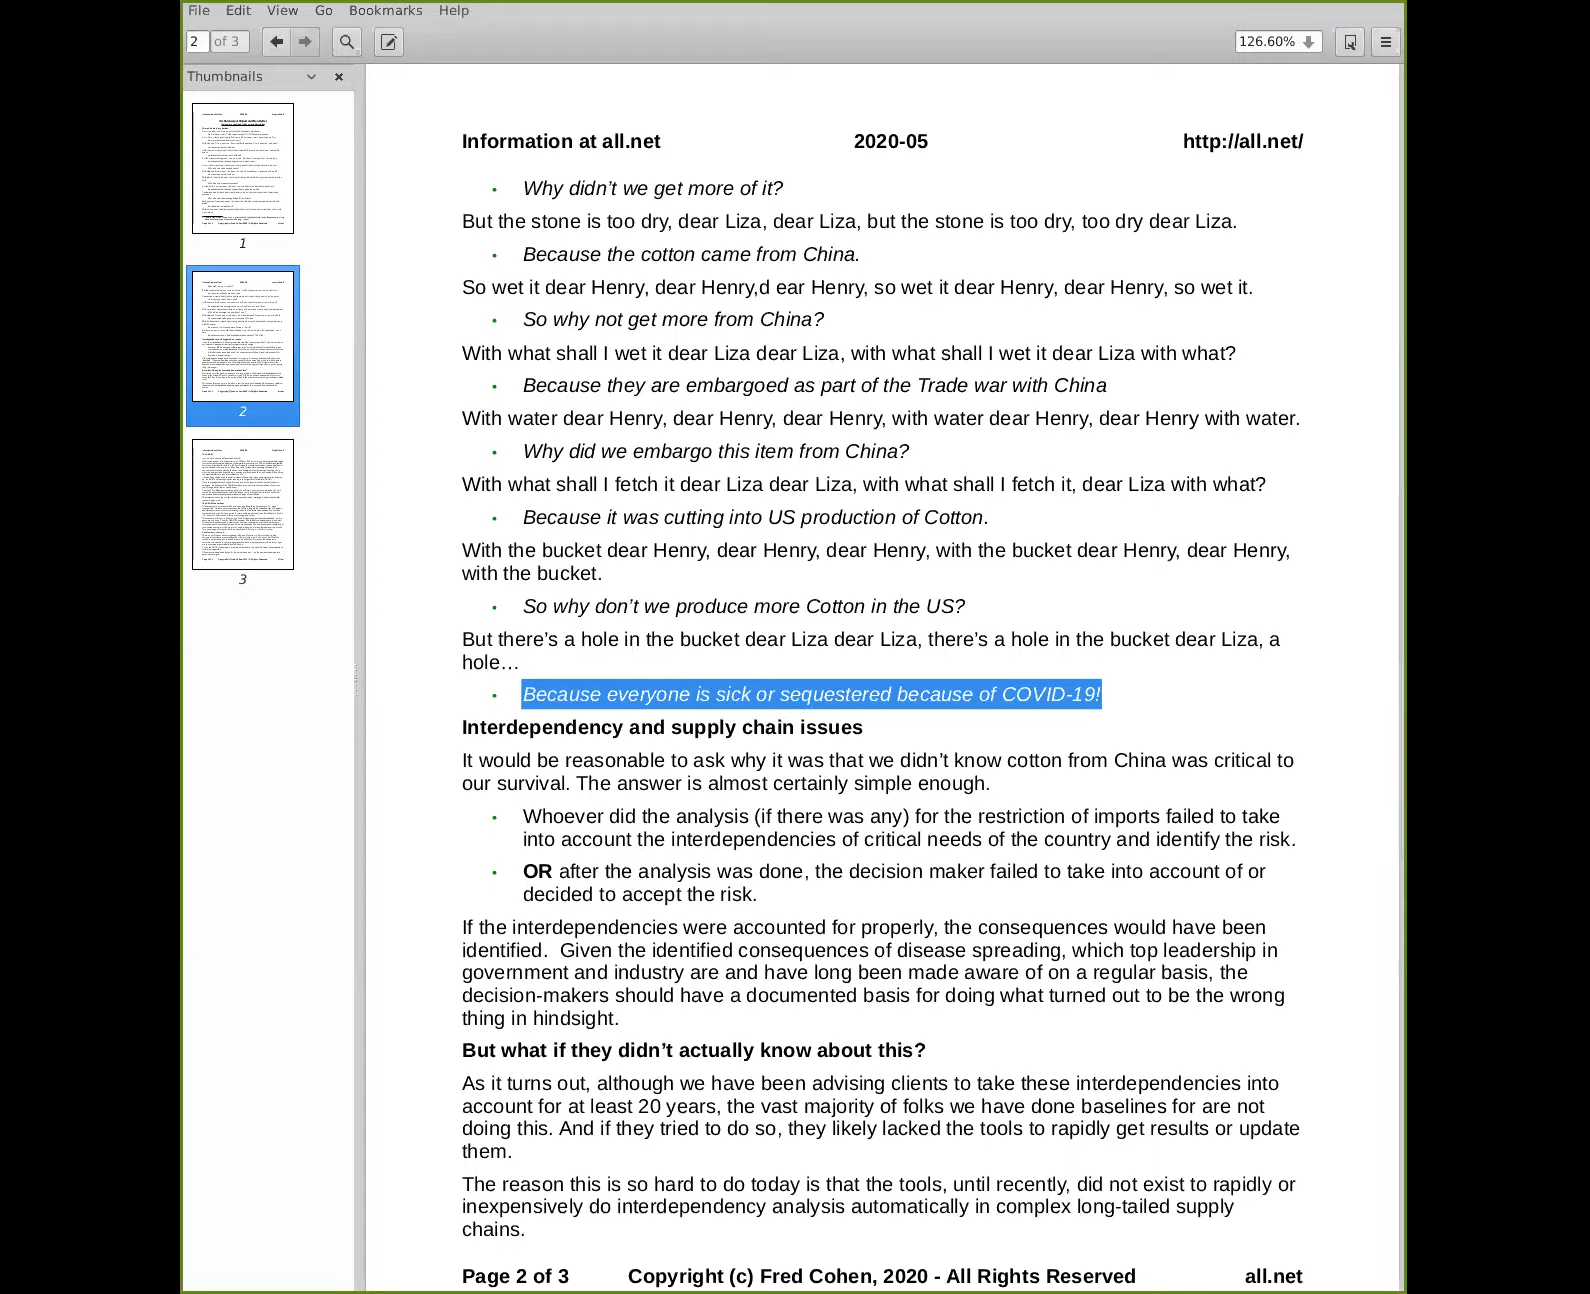 File Edit View Go Bookmarks Help
2 of 3 126.60%
Thumbnails
1
2
3
Information at all.net 2020-05 http://all.net/
• Why didn’t we get more of it?
But the stone is too dry, dear Liza, dear Liza, but the stone is too dry, too dry dear Liza.
• Because the cotton came from China.
So wet it dear Henry, dear Henry,d ear Henry, so wet it dear Henry, dear Henry, so wet it.
• So why not get more from China?
With what shall I wet it dear Liza dear Liza, with what shall I wet it dear Liza with what?
• Because they are embargoed as part of the Trade war with China
With water dear Henry, dear Henry, dear Henry, with water dear Henry, dear Henry with water.
• Why did we embargo this item from China?
With what shall I fetch it dear Liza dear Liza, with what shall I fetch it, dear Liza with what?
• Because it was cutting into US production of Cotton.
With the bucket dear Henry, dear Henry, dear Henry, with the bucket dear Henry, dear Henry,
with the bucket.
• So why don’t we produce more Cotton in the US?
But there’s a hole in the bucket dear Liza dear Liza, there’s a hole in the bucket dear Liza, a
hole…
• Because everyone is sick or sequestered because of COVID-19!
Interdependency and supply chain issues
It would be reasonable to ask why it was that we didn’t know cotton from China was critical to
our survival. The answer is almost certainly simple enough.
• Whoever did the analysis (if there was any) for the restriction of imports failed to take
into account the interdependencies of critical needs of the country and identify the risk.
• OR after the analysis was done, the decision maker failed to take into account of or
decided to accept the risk.
If the interdependencies were accounted for properly, the consequences would have been
identified.  Given the identified consequences of disease spreading, which top leadership in
government and industry are and have long been made aware of on a regular basis, the
decision-makers should have a documented basis for doing what turned out to be the wrong
thing in hindsight.
But what if they didn’t actually know about this?
As it turns out, although we have been advising clients to take these interdependencies into
account for at least 20 years, the vast majority of folks we have done baselines for are not
doing this. And if they tried to do so, they likely lacked the tools to rapidly get results or update
them.
The reason this is so hard to do today is that the tools, until recently, did not exist to rapidly or
inexpensively do interdependency analysis automatically in complex long-tailed supply
chains.
Page 2 of 3 Copyright (c) Fred Cohen, 2020 - All Rights Reserved all.net